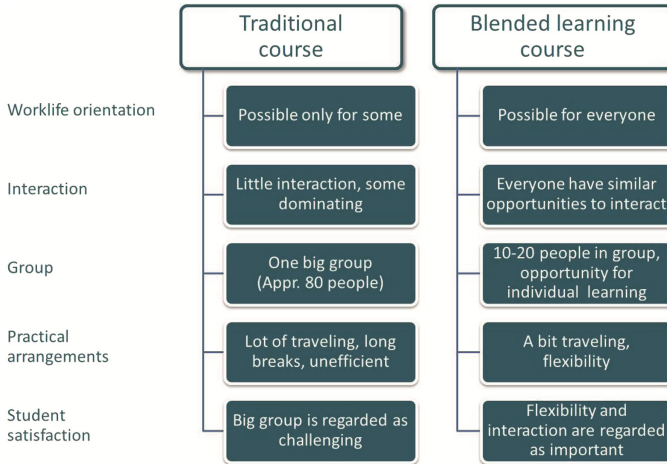 Traditional
course
Blended learning
course
Worklife orientation
Possible only for some
Possible for everyone
Interaction
Little interaction, some
dominating
Everyone have similar
opportunities to interact
Group
One big group
(Appr. 80 people)
10-20 people in group,
opportunity for
individual learning
Practical
arrangements
Lot of traveling, long
breaks, unefficient
A bit traveling,
flexibility
Student
satisfaction
Big group is regarded as
challenging
Flexibility and
interaction are regarded
as important